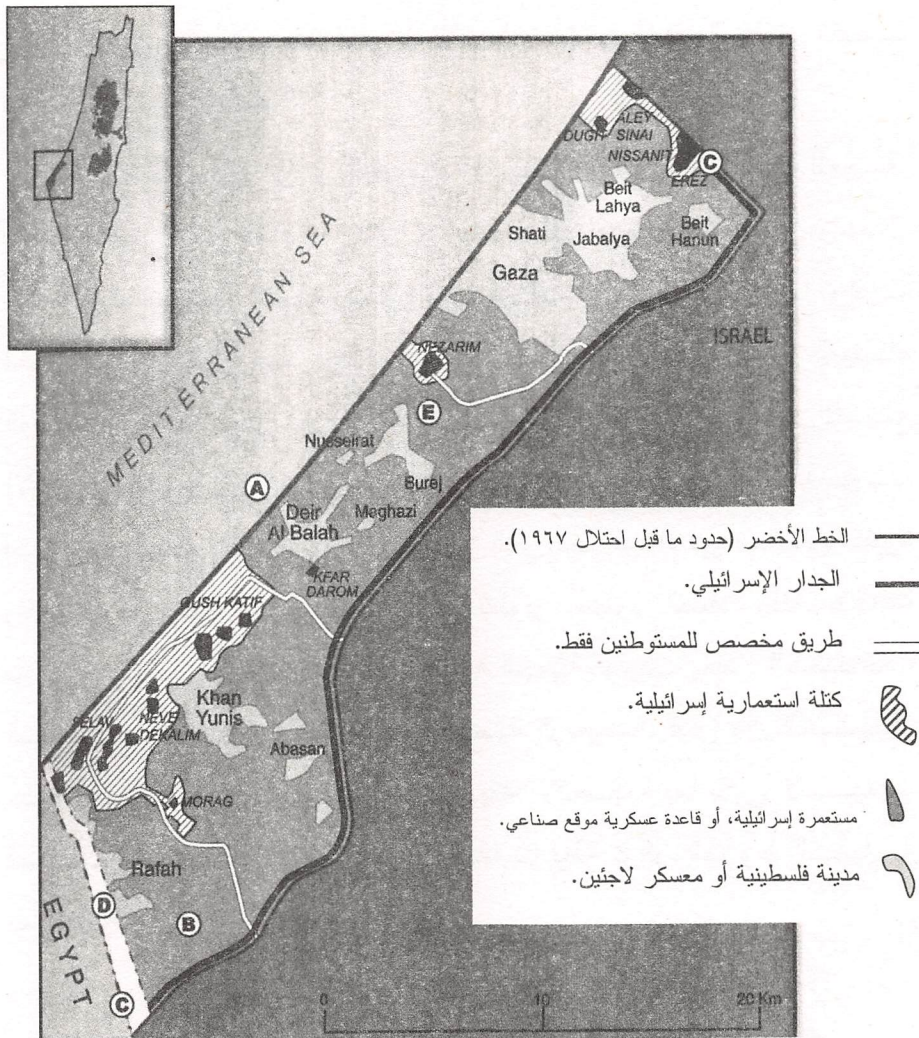 MEDITERRANEAN SEA
DUGIT
ALEY
SINAI
NISSANIT
C
EREZ
Beit
Lahya
Beit
Hanun
Shati
Jabalya
Gaza
ISRAEL
NEZARIM
E
Nusseirat
Burej
A
Deir
Al Balah
Maghazi
KFAR
DAROM
GUSH KATIF
Khan
Yunis
SELAV
NEVE
DEKALIM
Abasan
MORAG
Rafah
D
B
EGYPT
C
0 10 20 Km
الخط الأخضر (حدود ما قبل احتلال ١٩٦٧).
الجدار الإسرائيلي.
طريق مخصص للمستوطنين فقط.
كتلة استعمارية إسرائيلية.
مستعمرة إسرائيلية، أو قاعدة عسكرية موقع صناعي.
مدينة فلسطينية أو معسكر لاجئين.